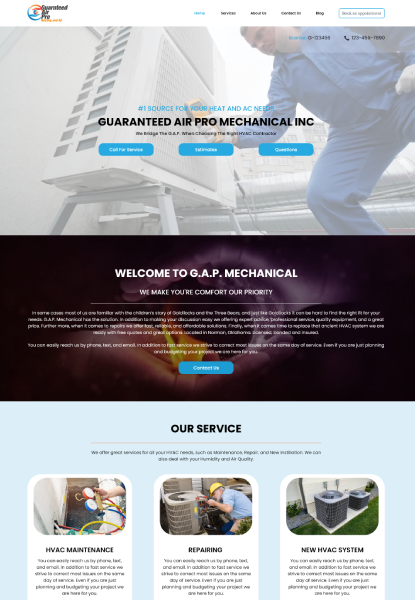 Guaranteed
Air
Pro
Home
Services
About Us
Contact Us
Blog
Book an appointment
123-456-7890
#1 SOURCE FOR YOUR HEAT AND AC NEEDS
GUARANTEED AIR PRO MECHANICAL INC
We Bridge The G.A.P. When Choosing The Right HVAC Contractor
Call For Service
Estimates
Questions
WELCOME TO G.A.P. MECHANICAL
WE MAKE YOU'RE COMFORT OUR PRIORITY
In some cases most of us are familiar with the children's story of Goldilocks and the Three Bears, and just like Goldilocks it can be hard to find the right fit for your
needs. G.A.P. Mechanical has the solution. In addition to making your discussion easy we offering expert advice, professional service, quality equipment, and a great
price. Further more, when it comes to repairs we offer fast, reliable, and affordable solutions. Finally, when it comes time to replace that ancient HVAC system we are
ready with free quotes and great options. Located in Norman, Oklahoma. Licensed, bonded and insured.
You can easily reach us by phone, text, and email. In addition to fast service we strive to correct most issues on the same day of service. Even if you are just planning
and budgeting your project we are here for you.
Contact Us
OUR SERVICE
We offer great services for all your HVAC needs, such as Maintenance, Repair, and New Instillation. We can
also deal with your Humidity and Air Quality.
HVAC MAINTENANCE
You can easily reach us by phone, text,
and email. In addition to fast service we
strive to correct most issues on the same
day of service. Even if you are just
planning and budgeting your project
we are here for you.
REPAIRING
You can easily reach us by phone, text,
and email. In addition to fast service we
strive to correct most issues on the same
day of service. Even if you are just
planning and budgeting your project
we are here for you.
NEW HVAC SYSTEM
You can easily reach us by phone, text,
and email. In addition to fast service we
strive to correct most issues on the same
day of service. Even if you are just
planning and budgeting your project
we are here for you.